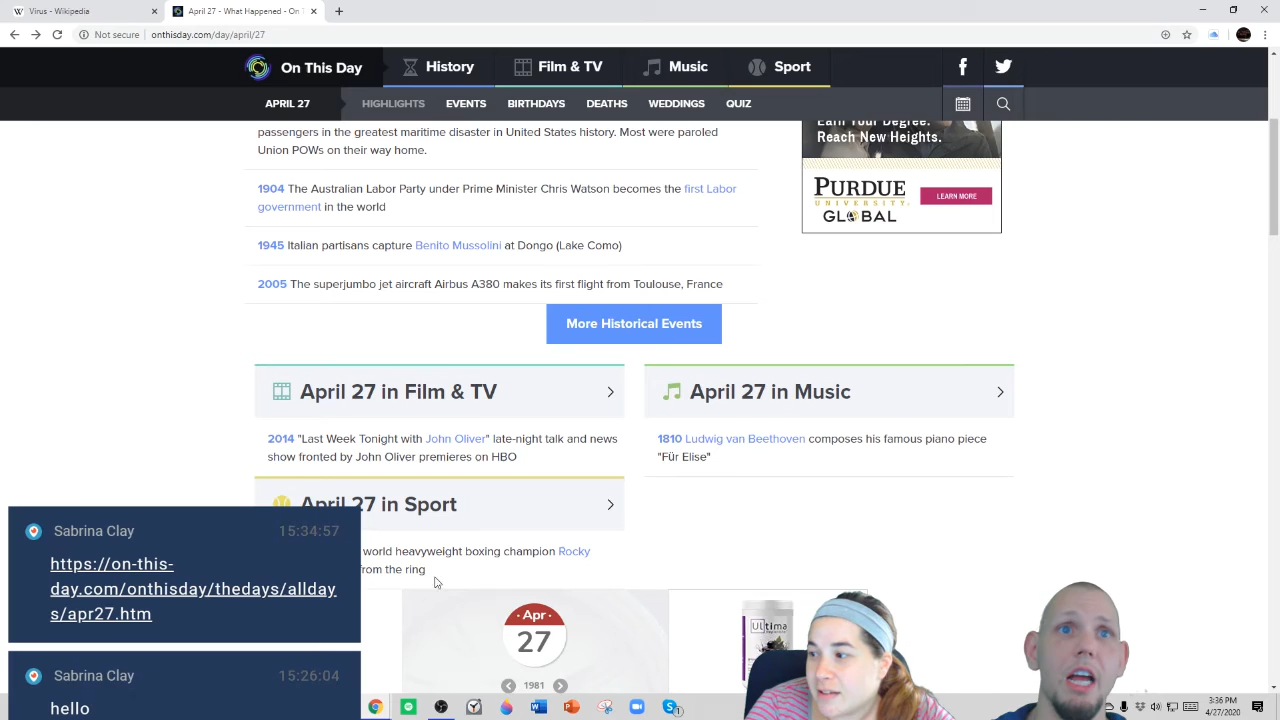 Virus - Wikipedia
April 27 - What Happened - On T
Not secure | onthisday.com/day/april/27
On This Day
History
Film & TV
Music
Sport
APRIL 27
HIGHLIGHTS
EVENTS
BIRTHDAYS
DEATHS
WEDDINGS
QUIZ
passengers in the greatest maritime disaster in United States history. Most were paroled
Union POWs on their way home.
1904 The Australian Labor Party under Prime Minister Chris Watson becomes the first Labor
government in the world
1945 Italian partisans capture Benito Mussolini at Dongo (Lake Como)
2005 The superjumbo jet aircraft Airbus A380 makes its first flight from Toulouse, France
More Historical Events
Earn Your Degree.
Reach New Heights.
PURDUE
UNIVERSITY
GLOBAL
LEARN MORE
April 27 in Film & TV
2014 "Last Week Tonight with John Oliver" late-night talk and news
show fronted by John Oliver premieres on HBO
April 27 in Music
1810 Ludwig van Beethoven composes his famous piano piece
"Für Elise"
April 27 in Sport
world heavyweight boxing champion Rocky
from the ring
Apr
27
1981
Ultima
Sabrina Clay 15:34:57
https://on-this-
day.com/onthisday/thedays/allday
s/apr27.htm
Sabrina Clay 15:26:04
hello
3:36 PM
4/27/2020